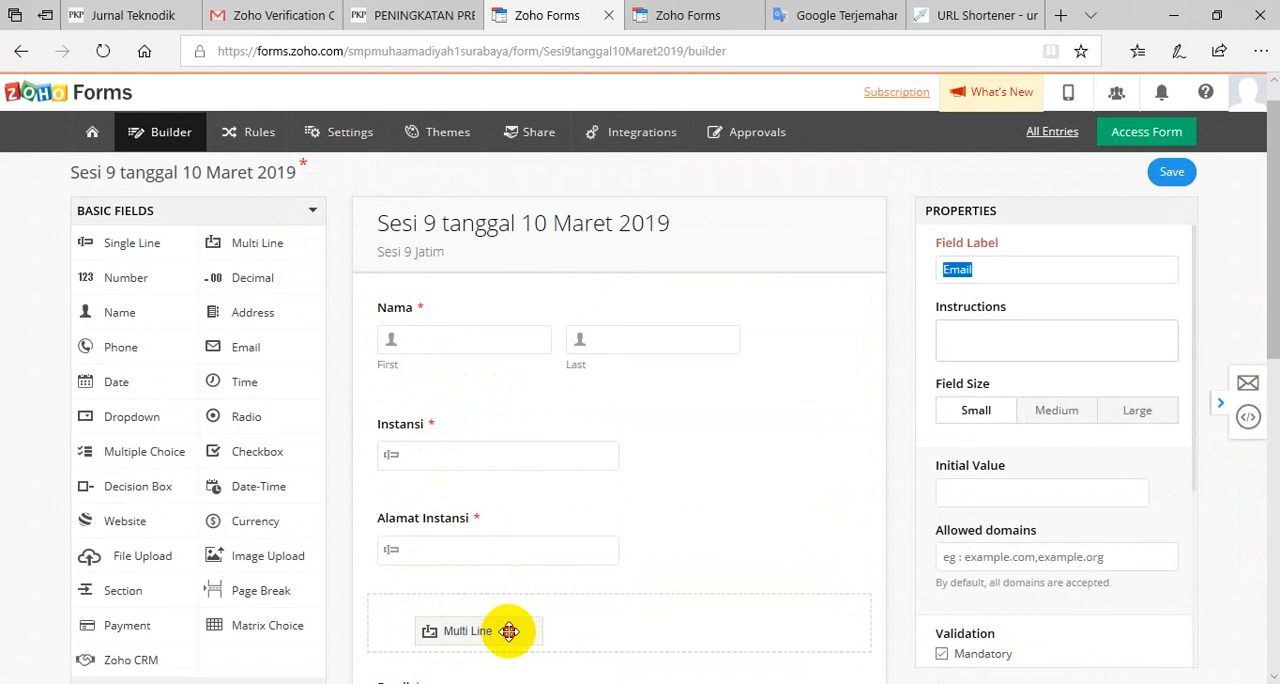 Jurnal Teknodik
Zoho Verification C
PENINGKATAN PRE
Zoho Forms
Zoho Forms
Google Terjemahan
URL Shortener - ur
https://forms.zoho.com/smpmuhaamadiyah1surabaya/form/Sesi9tanggal10Maret2019/builder
ZOHO Forms
Subscription
What's New
Builder
Rules
Settings
Themes
Share
Integrations
Approvals
All Entries
Access Form
Sesi 9 tanggal 10 Maret 2019 *
Save
BASIC FIELDS
Single Line
Multi Line
123 Number
.00 Decimal
Name
Address
Phone
Email
Date
Time
Dropdown
Radio
Multiple Choice
Checkbox
Decision Box
Date-Time
Website
Currency
File Upload
Image Upload
Section
Page Break
Payment
Matrix Choice
Zoho CRM
Sesi 9 tanggal 10 Maret 2019
Sesi 9 Jatim
Nama *
First
Last
Instansi *
Alamat Instansi *
Multi Line
PROPERTIES
Field Label
Email
Instructions
Field Size
Small
Medium
Large
Initial Value
Allowed domains
eg : example.com,example.org
By default, all domains are accepted.
Validation
Mandatory